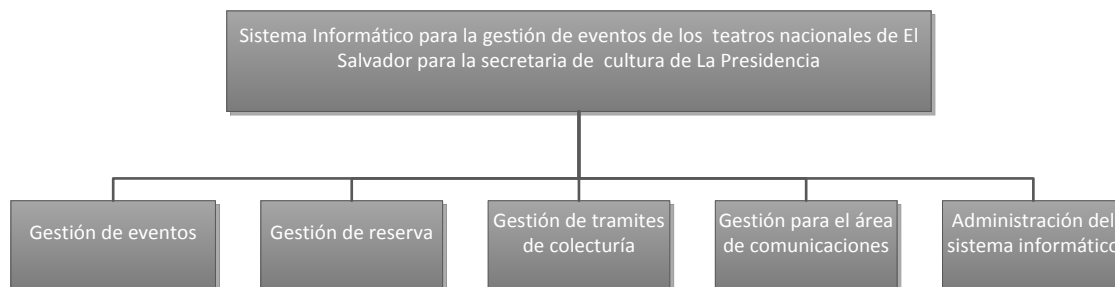 Sistema Informático para la gestión de eventos de los  teatros nacionales de El
Salvador para la secretaria de  cultura de La Presidencia
Gestión de eventos
Gestión de reserva
Gestión de tramites
de colecturía
Gestión para el área
de comunicaciones
Administración del
sistema informático